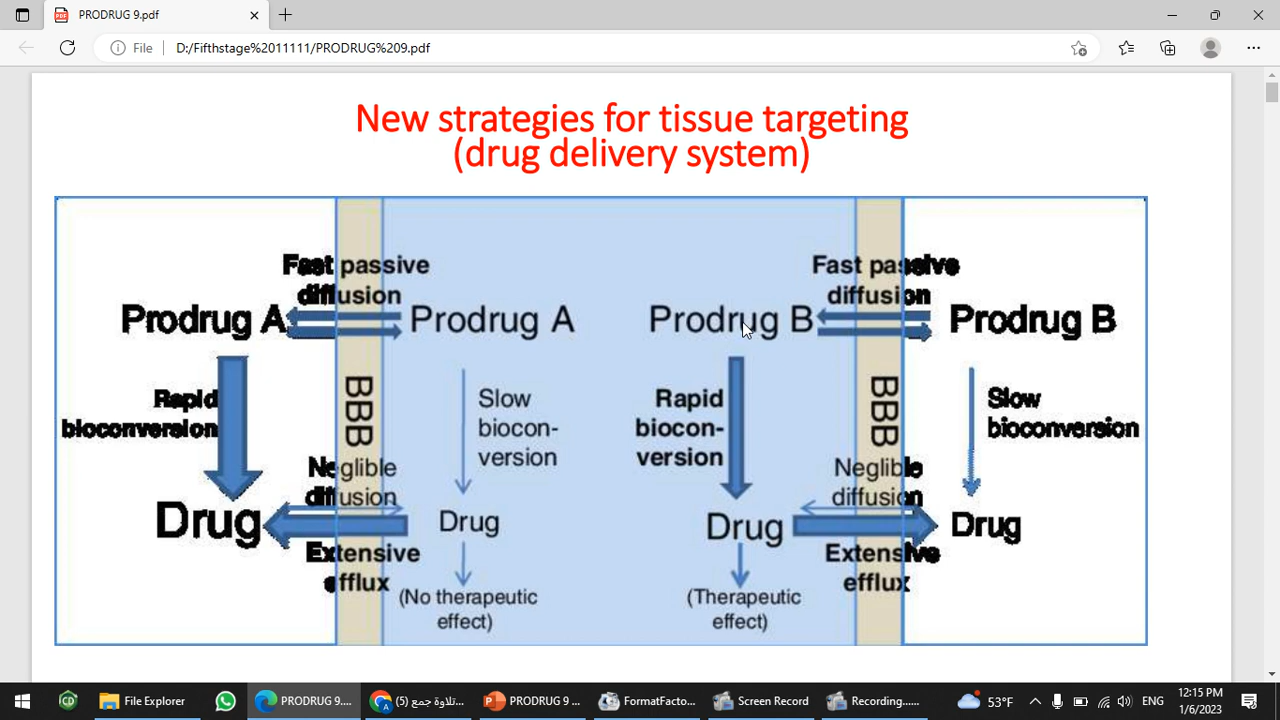 PRODRUG 9.pdf
File
D:/Fifthstage%2011111/PRODRUG%209.pdf
New strategies for tissue targeting
(drug delivery system)
Fast passive
diffusion
Prodrug A
Prodrug A
Rapid
bioconversion
BBB
Slow
biocon-
version
Neglible
diffusion
Drug
Drug
Extensive
efflux
(No therapeutic
effect)
Fast passive
diffusion
Prodrug B
Prodrug B
Rapid
biocon-
version
BBB
Slow
bioconversion
Neglible
diffusion
Drug
Drug
Extensive
efflux
(Therapeutic
effect)
File Explorer
PRODRUG 9....
تلاوة جمع (5)...
PRODRUG 9 ...
FormatFacto...
Screen Record
Recording......
53°F
ENG
12:15 PM
1/6/2023